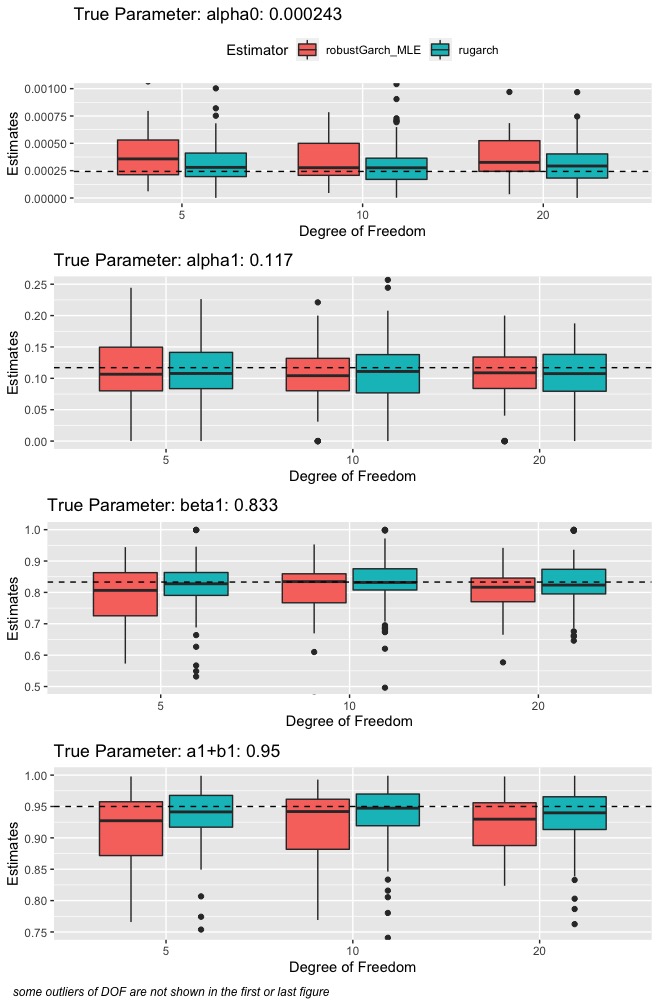 True Parameter: alpha0: 0.000243
Estimator robustGarch_MLE rugarch
0.00100
0.00075
0.00050
0.00025
0.00000
Estimates
5 10 20
Degree of Freedom
True Parameter: alpha1: 0.117
0.25
0.20
0.15
0.10
0.05
0.00
Estimates
5 10 20
Degree of Freedom
True Parameter: beta1: 0.833
1.0
0.9
0.8
0.7
0.6
0.5
Estimates
5 10 20
Degree of Freedom
True Parameter: a1+b1: 0.95
1.00
0.95
0.90
0.85
0.80
0.75
Estimates
5 10 20
Degree of Freedom
some outliers of DOF are not shown in the first or last figure